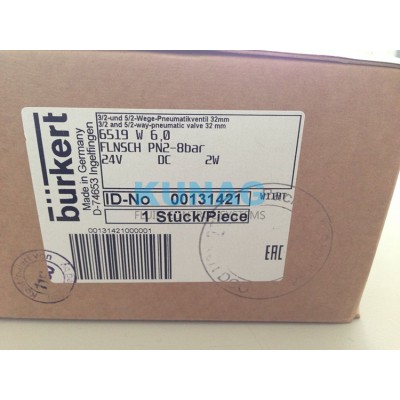 bürkert
Made in Germany
D-74653 Ingelfingen
3/2-und 5/2-Wege-Pneumatikventil 32mm
3/2 and 5/2-way-pneumatic valve 32 mm
6519 W 6,0
FLNSCH PN2-8bar
24V DC 2W
ID-No 00131421
1 Stück/Piece
KUNAG
00131421000001
EAC